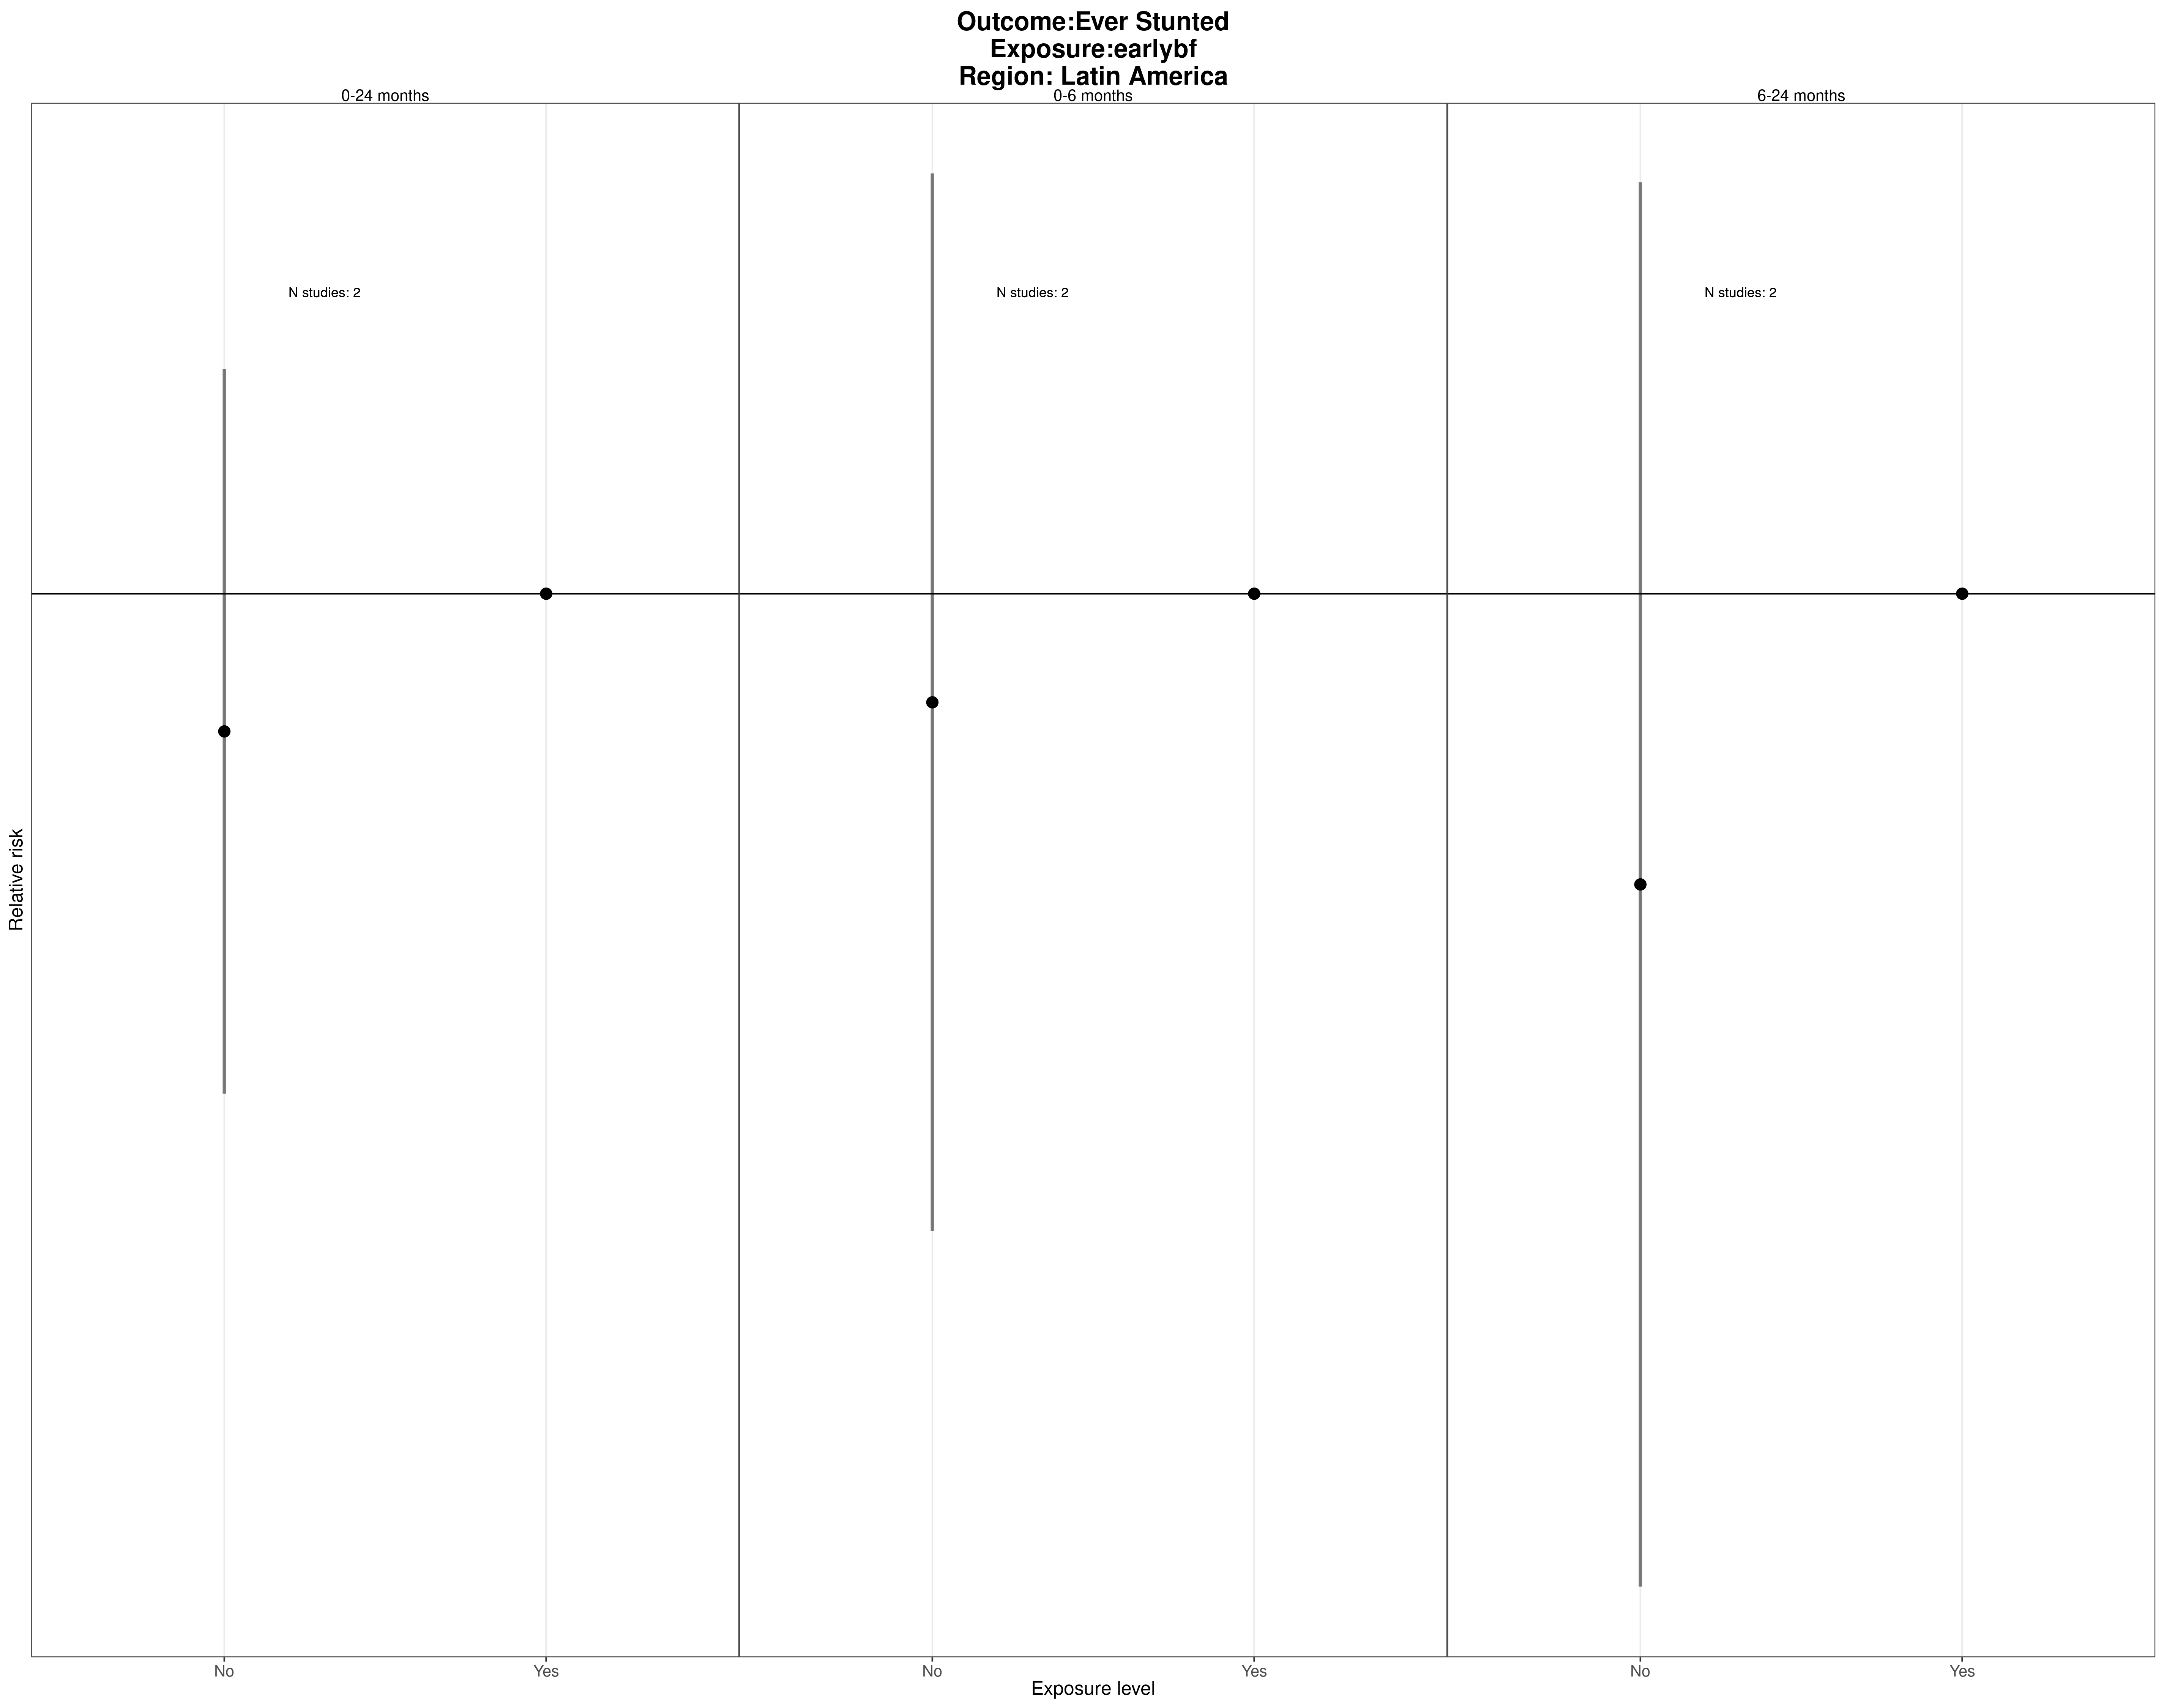 Outcome:Ever Stunted
Exposure:earlybf
Region: Latin America
0-24 months
0-6 months
6-24 months
N studies: 2
N studies: 2
N studies: 2
Relative risk
No
Yes
No
Yes
No
Yes
Exposure level